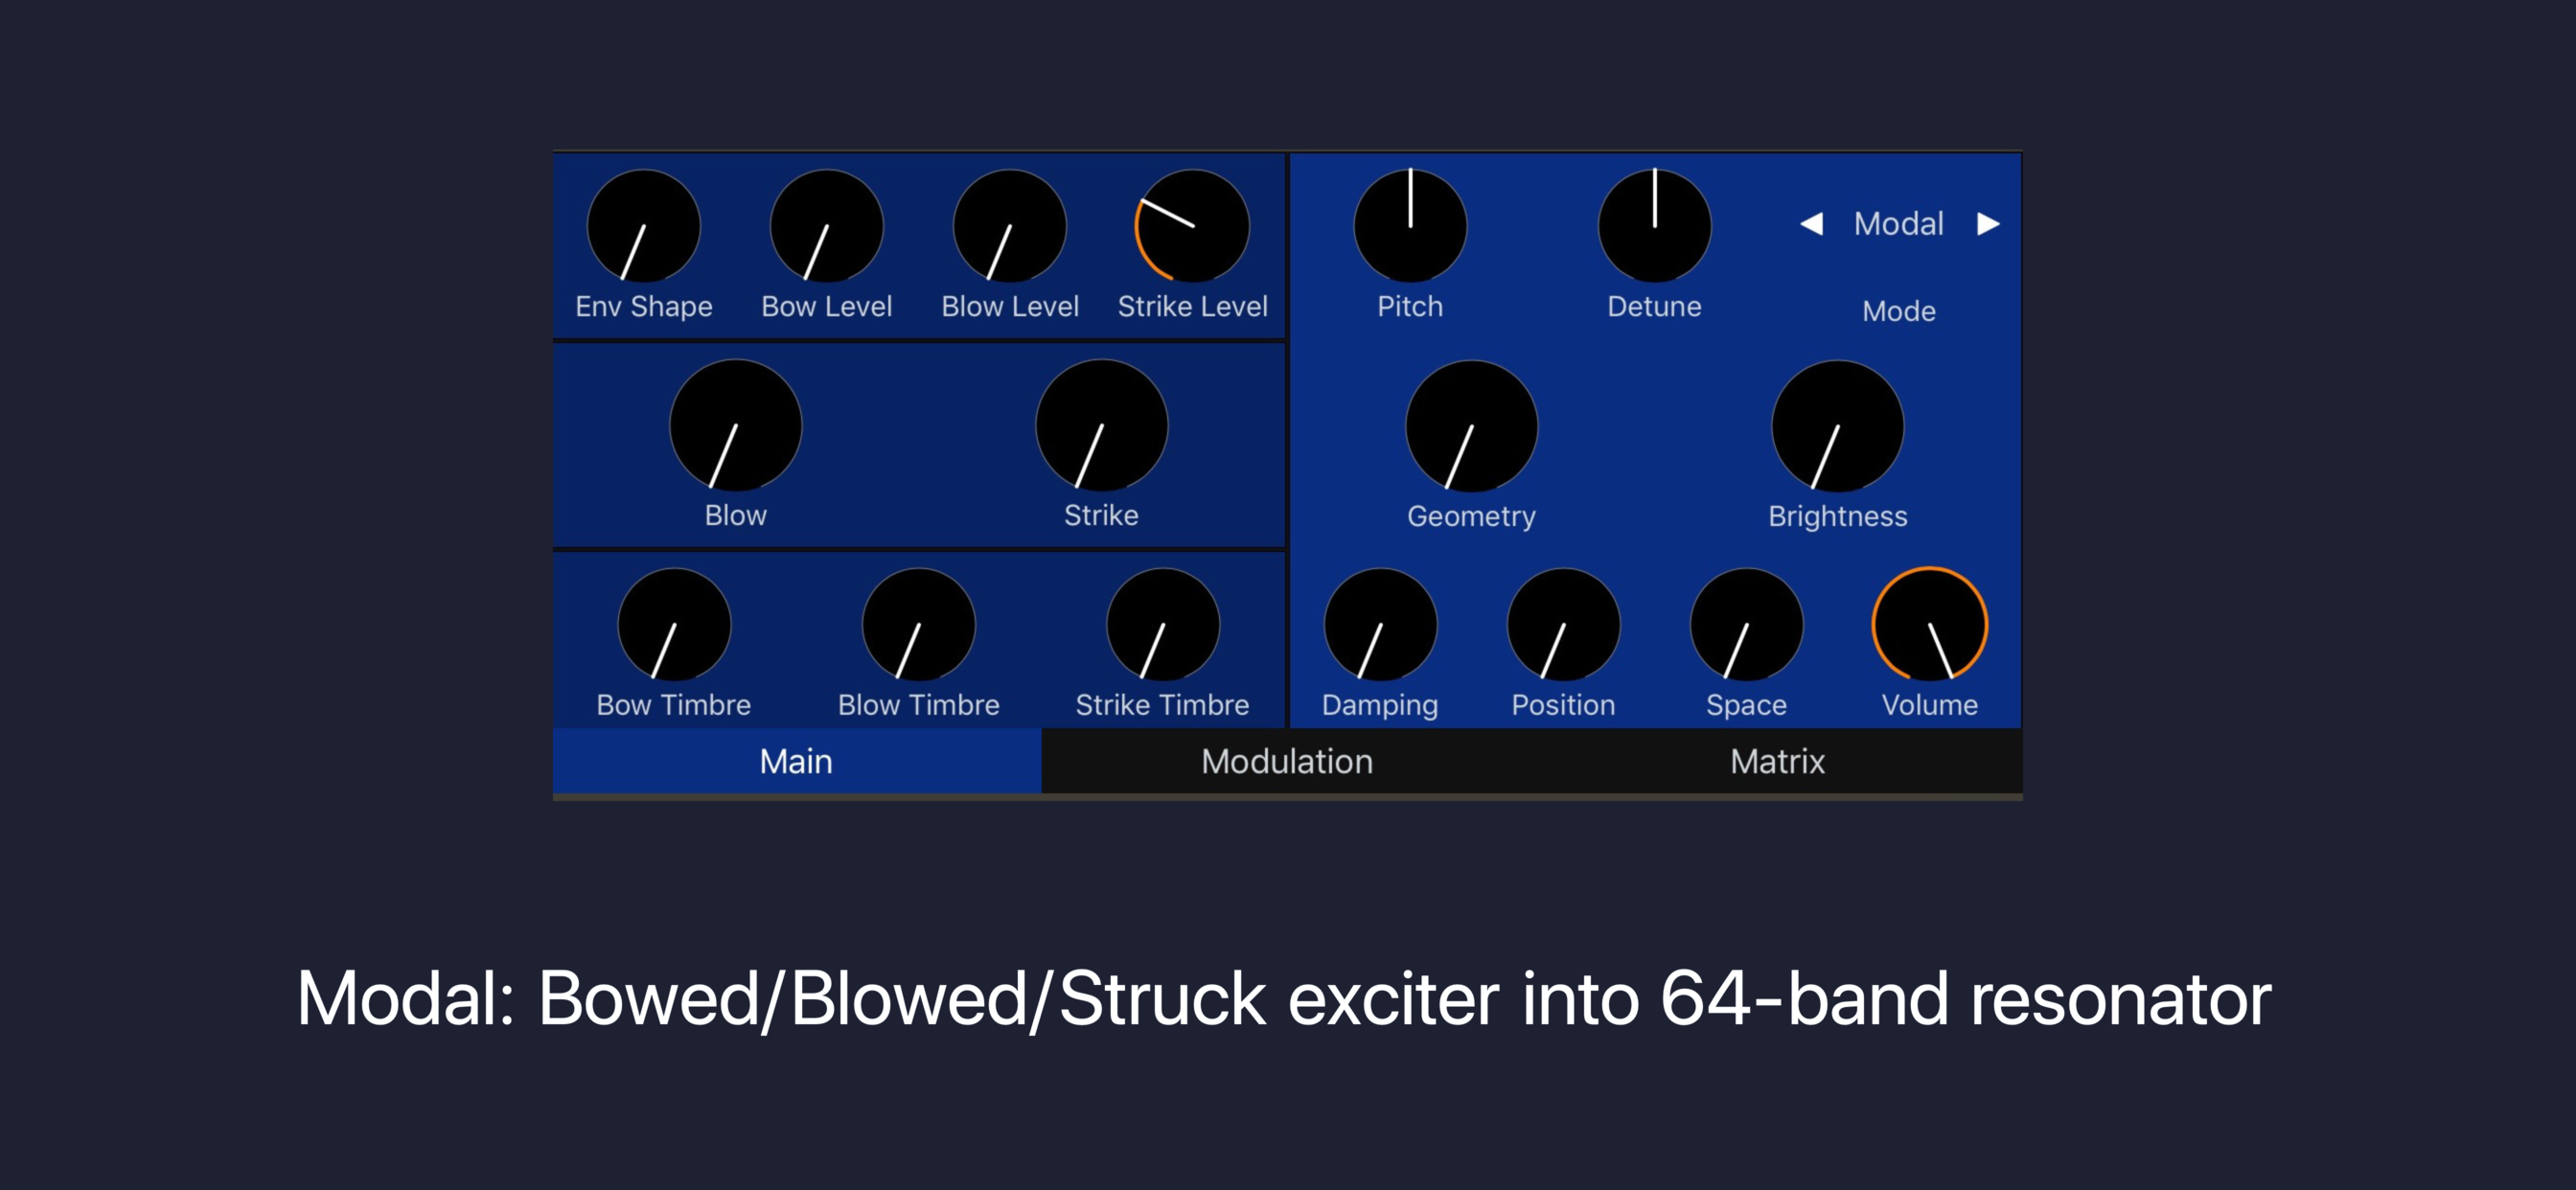 Env Shape Bow Level Blow Level Strike Level
Blow Strike
Bow Timbre Blow Timbre Strike Timbre
Pitch Detune ◀ Modal ▶
Mode
Geometry Brightness
Damping Position Space Volume
Main Modulation Matrix
Modal: Bowed/Blowed/Struck exciter into 64-band resonator